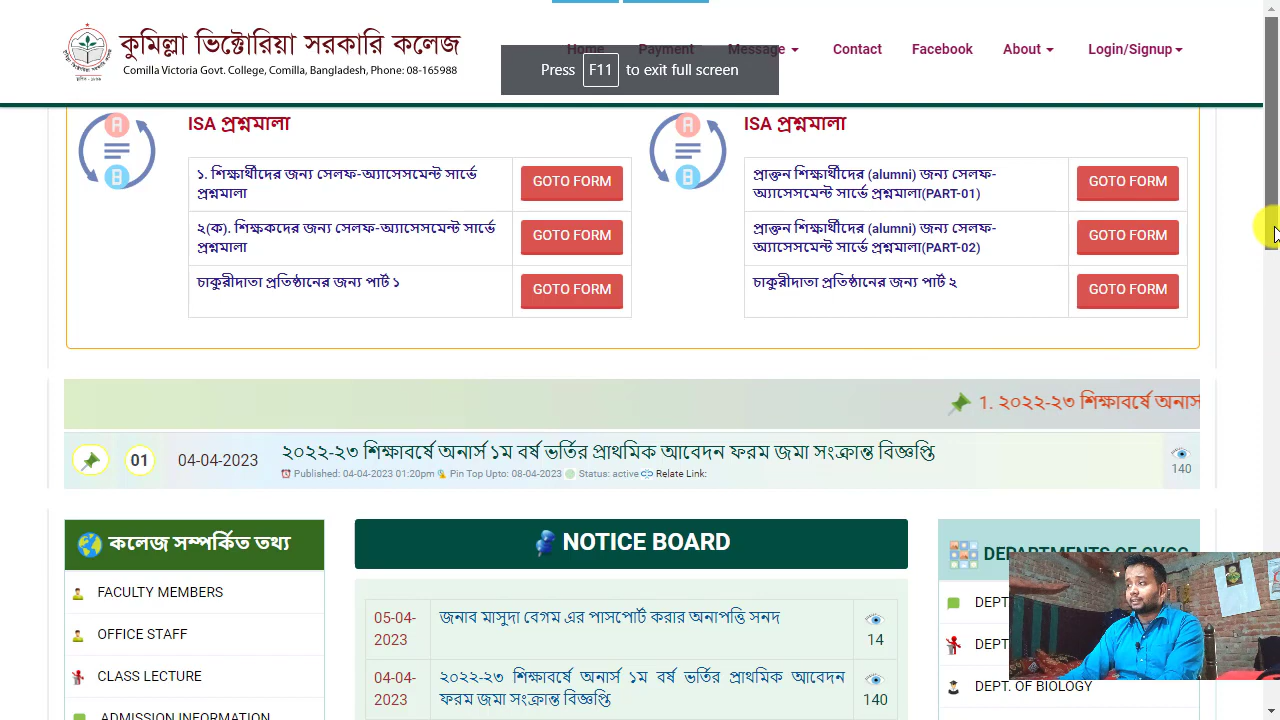 কুমিল্লা ভিক্টোরিয়া সরকারি কলেজ
Comilla Victoria Govt. College, Comilla, Bangladesh, Phone: 08-165988
Home Payment Message Contact Facebook About Login/Signup
Press F11 to exit full screen
ISA প্রশ্নমালা
১. শিক্ষার্থীদের জন্য সেলফ-অ্যাসেসমেন্ট সার্ভে
প্রশ্নমালা
GOTO FORM
২(ক). শিক্ষকদের জন্য সেলফ-অ্যাসেসমেন্ট সার্ভে
প্রশ্নমালা
GOTO FORM
চাকুরীদাতা প্রতিষ্ঠানের জন্য পার্ট ১
GOTO FORM
ISA প্রশ্নমালা
প্রাক্তন শিক্ষার্থীদের (alumni) জন্য সেলফ-
অ্যাসেসমেন্ট সার্ভে প্রশ্নমালা(PART-01)
GOTO FORM
প্রাক্তন শিক্ষার্থীদের (alumni) জন্য সেলফ-
অ্যাসেসমেন্ট সার্ভে প্রশ্নমালা(PART-02)
GOTO FORM
চাকুরীদাতা প্রতিষ্ঠানের জন্য পার্ট ২
GOTO FORM
1. ২০২২-২৩ শিক্ষাবর্ষে অনার্স
01 04-04-2023 ২০২২-২৩ শিক্ষাবর্ষে অনার্স ১ম বর্ষ ভর্তির প্রাথমিক আবেদন ফরম জমা সংক্রান্ত বিজ্ঞপ্তি
Published: 04-04-2023 01:20pm Pin Top Upto: 08-04-2023 Status: active Relate Link:
140
কলেজ সম্পর্কিত তথ্য
FACULTY MEMBERS
OFFICE STAFF
CLASS LECTURE
ADMISSION INFORMATION
NOTICE BOARD
05-04-
2023
জনাব মাসুদা বেগম এর পাসপোর্ট করার অনাপত্তি সনদ
14
04-04-
2023
২০২২-২৩ শিক্ষাবর্ষে অনার্স ১ম বর্ষ ভর্তির প্রাথমিক আবেদন
ফরম জমা সংক্রান্ত বিজ্ঞপ্তি
140
DEPARTMENTS OF CVGC
DEPT
DEPT
DEPT. OF BIOLOGY